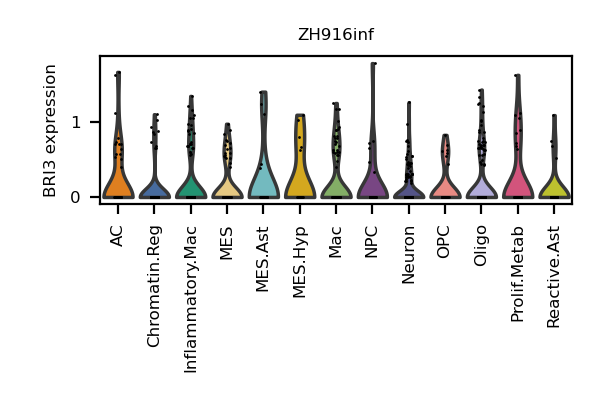 ZH916inf
BRI3 expression
1
0
AC
Chromatin.Reg
Inflammatory.Mac
MES
MES.Ast
MES.Hyp
Mac
NPC
Neuron
OPC
Oligo
Prolif.Metab
Reactive.Ast